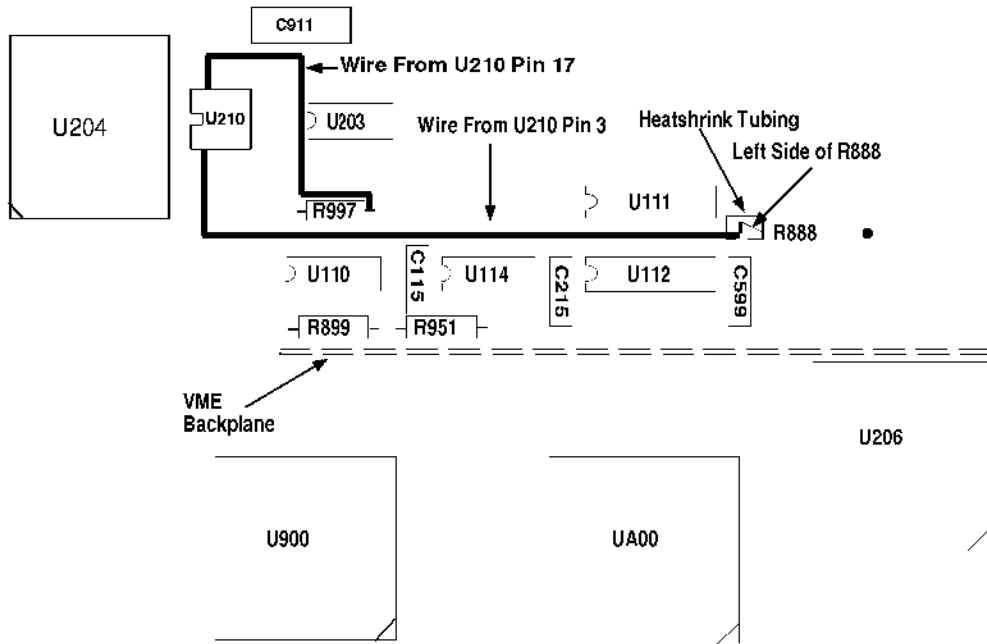 C911
Wire From U210 Pin 17
U204
U210
U203
Wire From U210 Pin 3
Heatshrink Tubing
Left Side of R888
R997
U111
R888
U110
C115
U114
C215
U112
C599
R899
R951
VME
Backplane
U206
U900
UA00